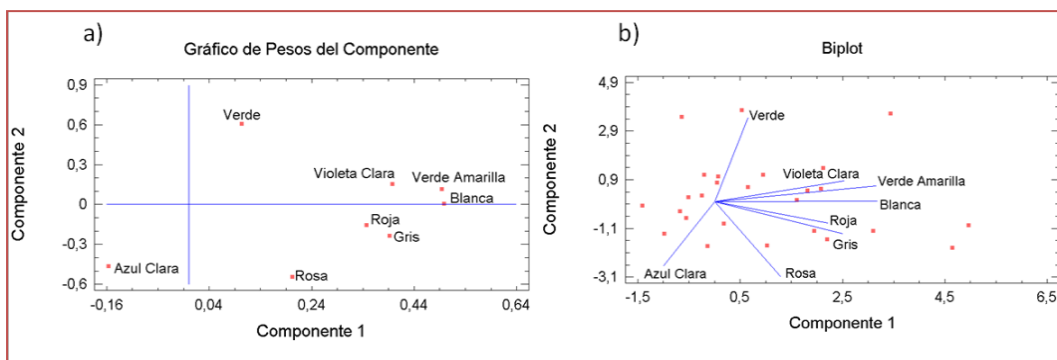 a)
Gráfico de Pesos del Componente
0,9
0,6
0,3
0
-0,3
-0,6
Componente 2
Verde
Violeta Clara
Verde Amarilla
Blanca
Roja
Gris
Azul Clara
Rosa
-0,16
0,04
0,24
0,44
0,64
Componente 1
b)
Biplot
4,9
2,9
0,9
-1,1
-3,1
Componente 2
Verde
Violeta Clara
Verde Amarilla
Blanca
Roja
Gris
Azul Clara
Rosa
-1,5
0,5
2,5
4,5
6,5
Componente 1